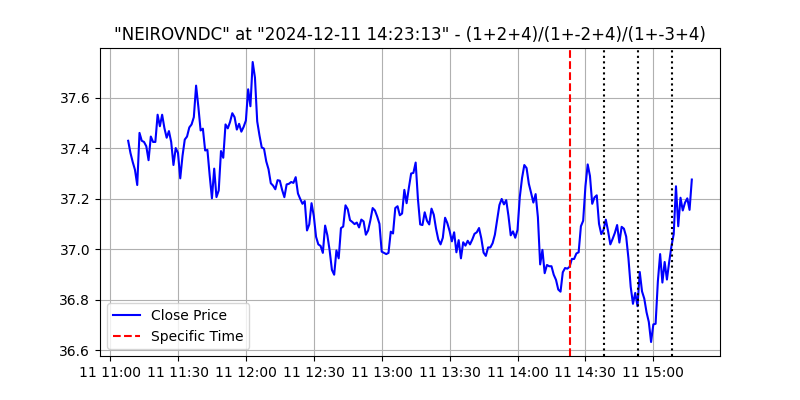 "NEIROVNDC" at "2024-12-11 14:23:13" - (1+2+4)/(1+-2+4)/(1+-3+4)
37.6
37.4
37.2
37.0
36.8
36.6
Close Price
Specific Time
11 11:00 11 11:30 11 12:00 11 12:30 11 13:00 11 13:30 11 14:00 11 14:30 11 15:00